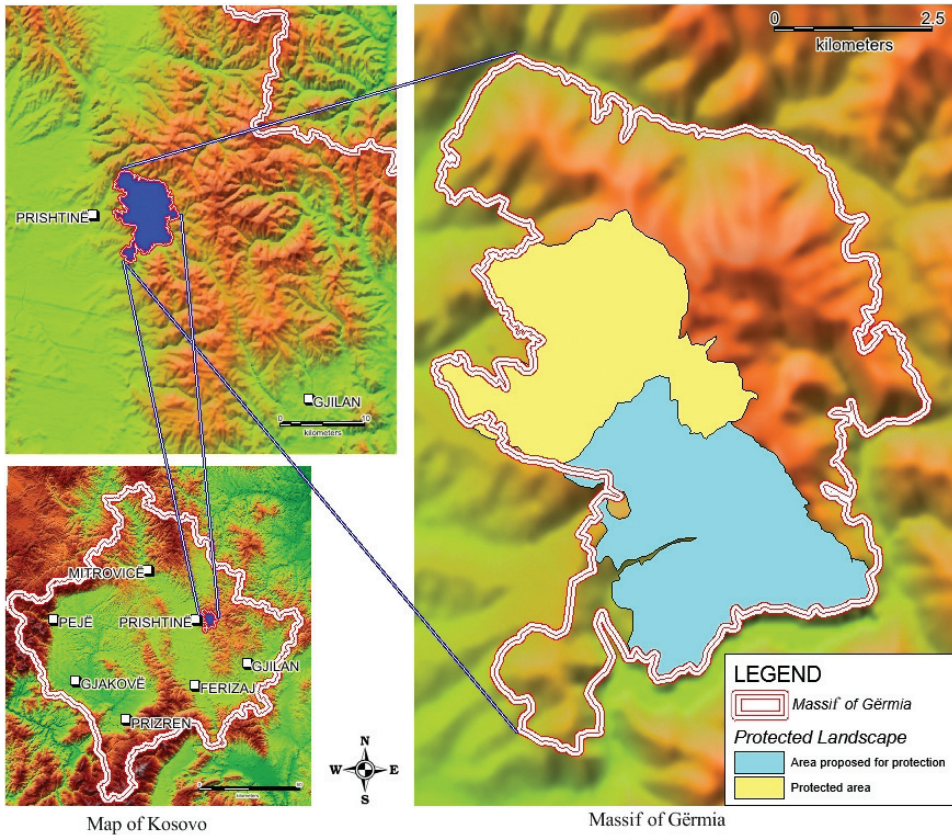 PRISHTINË
GJILAN
0 10
kilometers
MITROVICË
PEJË
PRISHTINË
GJILAN
GJAKOVË
FERIZAJ
PRIZREN
N
W E
S
Map of Kosovo
0 2.5
kilometers
LEGEND
Massif of Gërmia
Protected Landscape
Area proposed for protection
Protected area
Massif of Gërmia